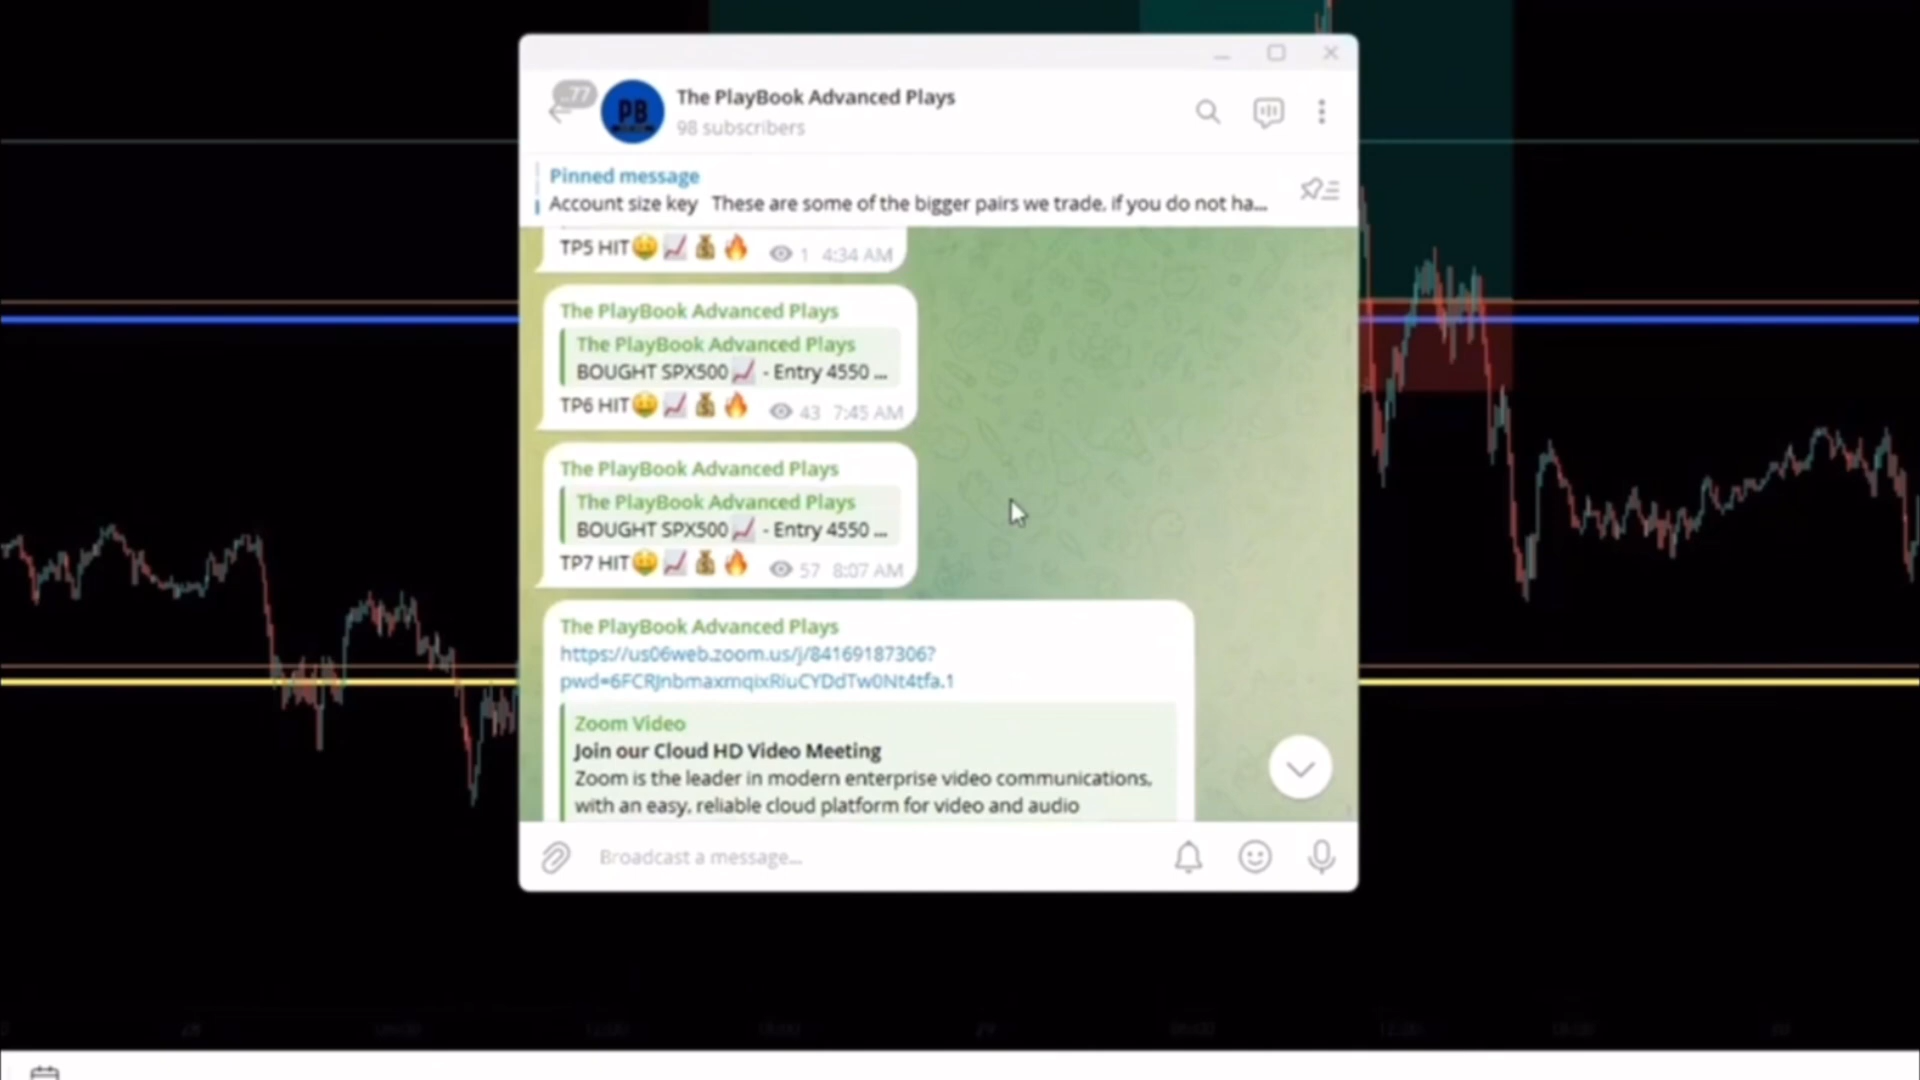 ..77
PB
The PlayBook Advanced Plays
98 subscribers
Pinned message
Account size key These are some of the bigger pairs we trade, if you do not ha...
TP5 HIT🤑📈💰🔥 1 4:34 AM
The PlayBook Advanced Plays
The PlayBook Advanced Plays
BOUGHT SPX500📈 - Entry 4550 ...
TP6 HIT🤑📈💰🔥 43 7:45 AM
The PlayBook Advanced Plays
The PlayBook Advanced Plays
BOUGHT SPX500📈 - Entry 4550 ...
TP7 HIT🤑📈💰🔥 57 8:07 AM
The PlayBook Advanced Plays
https://us06web.zoom.us/j/84169187306?
pwd=6FCRJnbmaxmqixRiuCYDdTw0Nt4tfa.1
Zoom Video
Join our Cloud HD Video Meeting
Zoom is the leader in modern enterprise video communications,
with an easy, reliable cloud platform for video and audio
Broadcast a message...